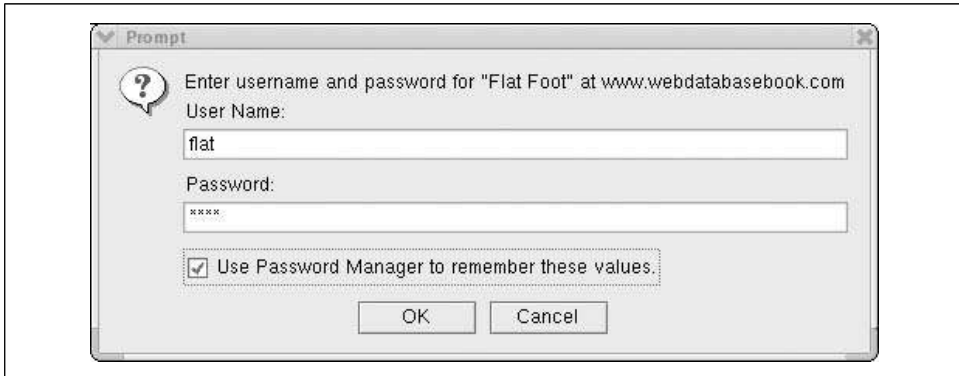 Prompt
Enter username and password for "Flat Foot" at www.webdatabasebook.com
User Name:
flat
Password:
****
Use Password Manager to remember these values.
OK
Cancel